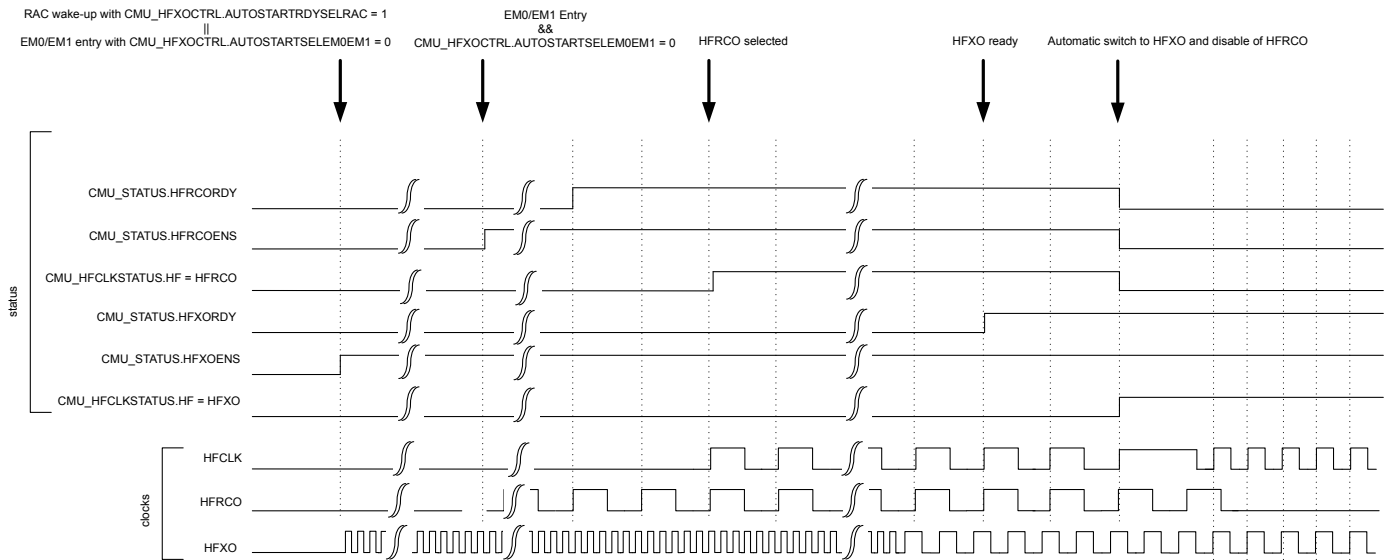 RAC wake-up with CMU_HFXOCTRL.AUTOSTARTRDYSELRAC = 1
||
EM0/EM1 entry with CMU_HFXOCTRL.AUTOSTARTSELEM0EM1 = 0
EM0/EM1 Entry
&&
CMU_HFXOCTRL.AUTOSTARTSELEM0EM1 = 0
HFRCO selected
HFXO ready
Automatic switch to HFXO and disable of HFRCO
status
CMU_STATUS.HFRCORDY
CMU_STATUS.HFRCOENS
CMU_HFCLKSTATUS.HF = HFRCO
CMU_STATUS.HFXORDY
CMU_STATUS.HFXOENS
CMU_HFCLKSTATUS.HF = HFXO
clocks
HFCLK
HFRCO
HFXO